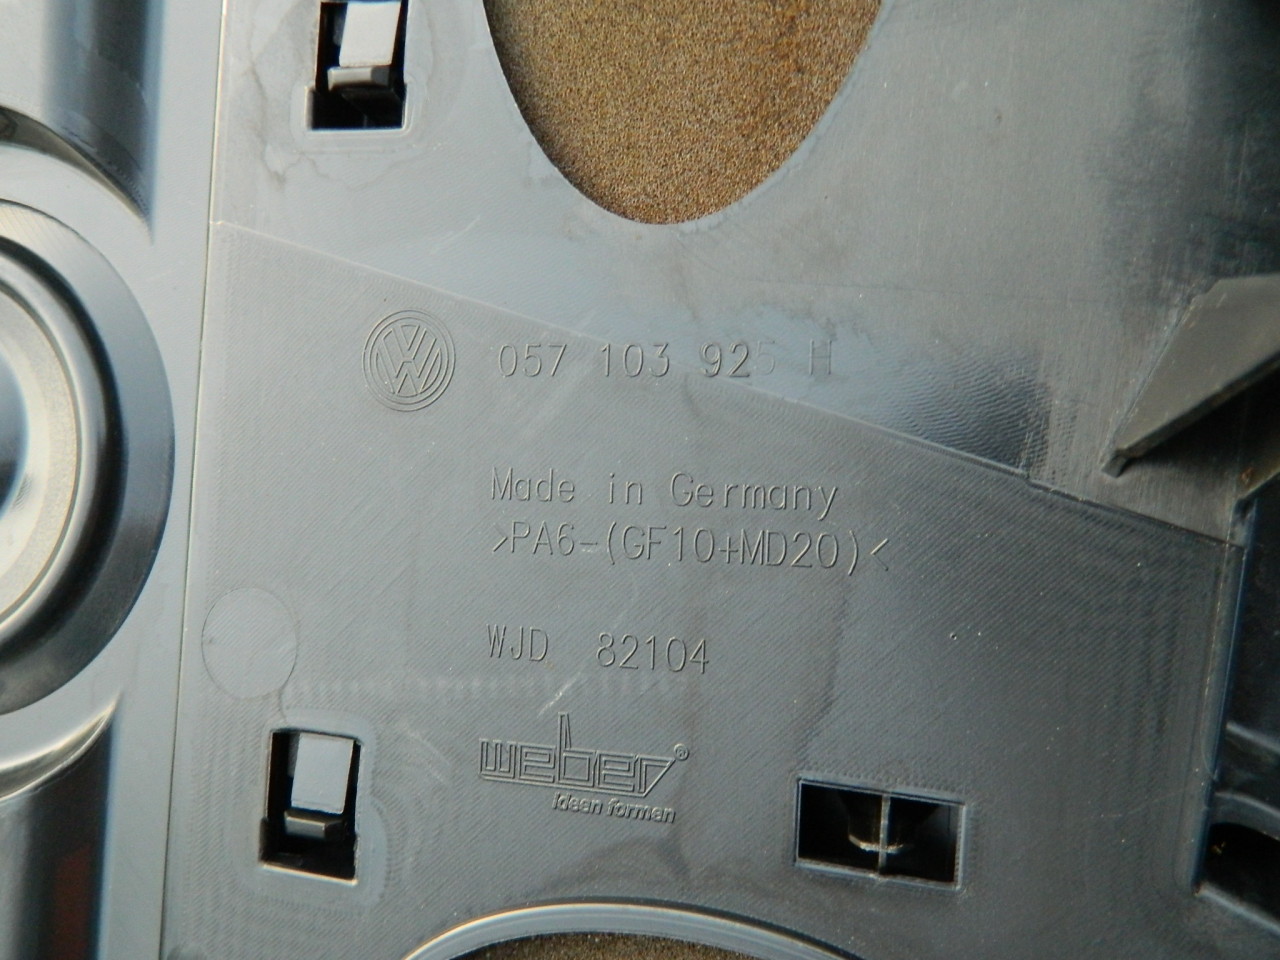 057 103 925 H
Made in Germany
>PA6-(GF10+MD20)<
WJD 82104
weber®
Ideen formen